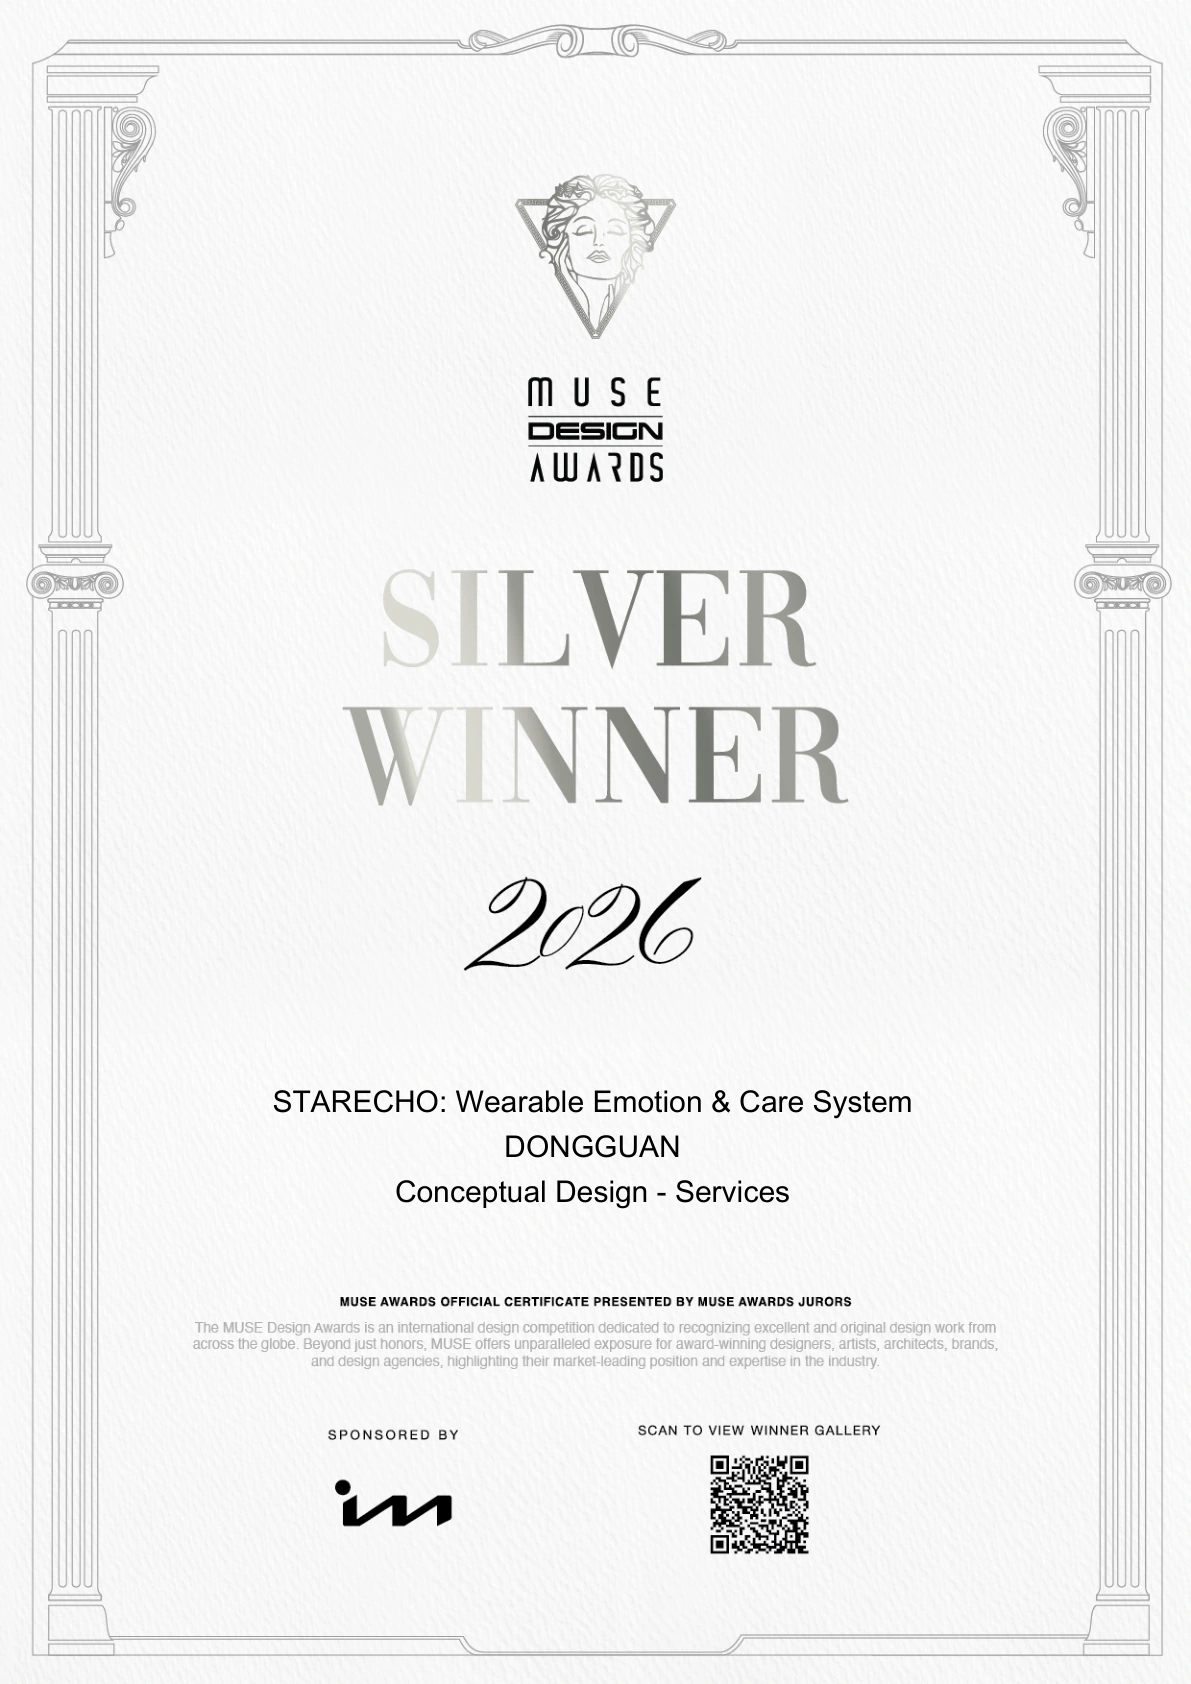 MUSE
DESIGN
AWARDS
SILVER
WINNER
2026
STARECHO: Wearable Emotion & Care System
DONGGUAN
Conceptual Design - Services
MUSE AWARDS OFFICIAL CERTIFICATE PRESENTED BY MUSE AWARDS JURORS
The MUSE Design Awards is an international design competition dedicated to recognizing excellent and original design work from
across the globe. Beyond just honors, MUSE offers unparalleled exposure for award-winning designers, artists, architects, brands,
and design agencies, highlighting their market-leading position and expertise in the industry.
SPONSORED BY
im
SCAN TO VIEW WINNER GALLERY